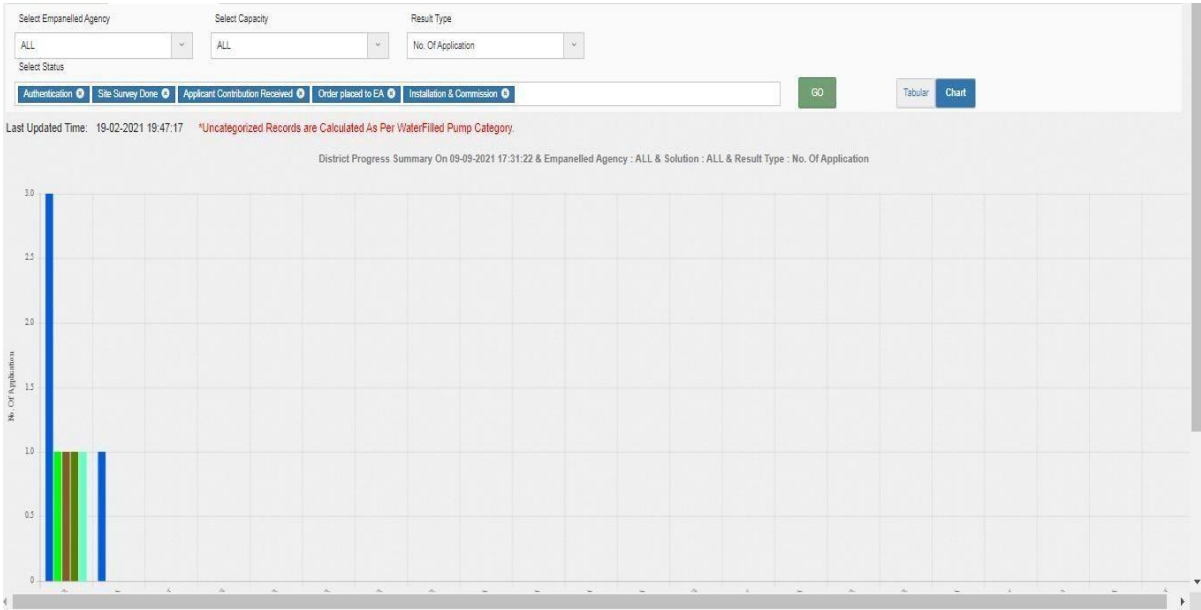 Select Empanelled Agency Select Capacity Result Type
ALL ALL No. Of Application
Select Status
Authentication Site Survey Done Applicant Contribution Received Order placed to EA Installation & Commission GO Tabular Chart
Last Updated Time: 19-02-2021 19:47:17 *Uncategorized Records are Calculated As Per WaterFilled Pump Category.
District Progress Summary On 09-09-2021 17:31:22 & Empanelled Agency : ALL & Solution : ALL & Result Type : No. Of Application
3.0
2.5
2.0
No. Of Application
1.5
1.0
0.5
0